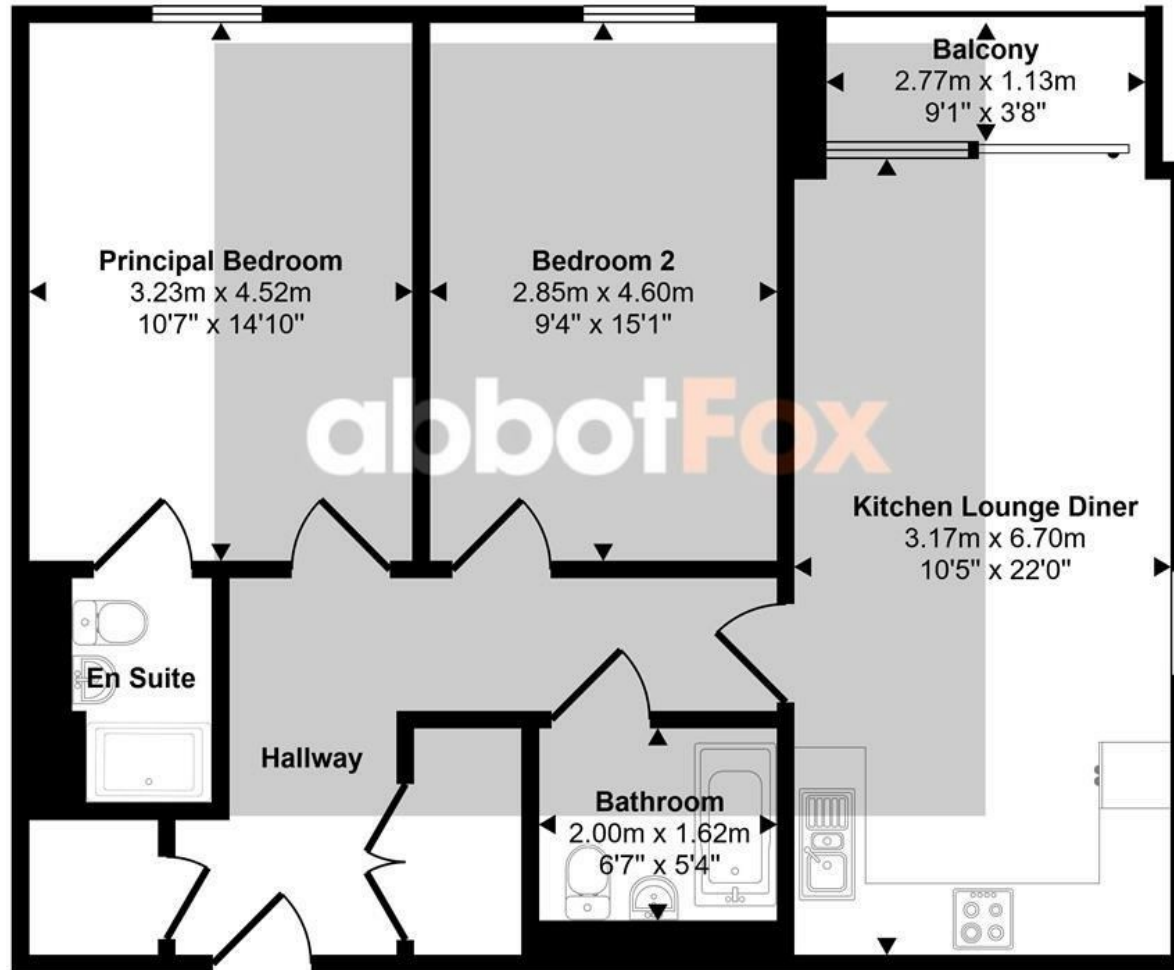 Balcony
2.77m x 1.13m
9'1" x 3'8"
Principal Bedroom
3.23m x 4.52m
10'7" x 14'10"
Bedroom 2
2.85m x 4.60m
9'4" x 15'1"
abbotFox
Kitchen Lounge Diner
3.17m x 6.70m
10'5" x 22'0"
En Suite
Hallway
Bathroom
2.00m x 1.62m
6'7" x 5'4"